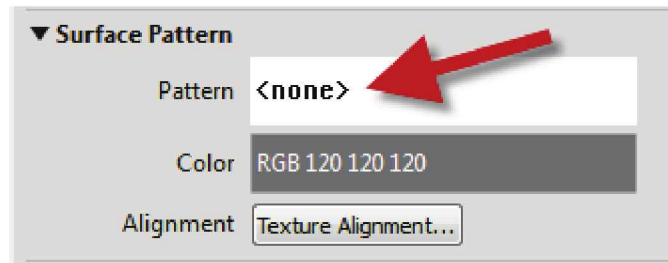 Surface Pattern
Pattern <none>
Color RGB 120 120 120
Alignment Texture Alignment...